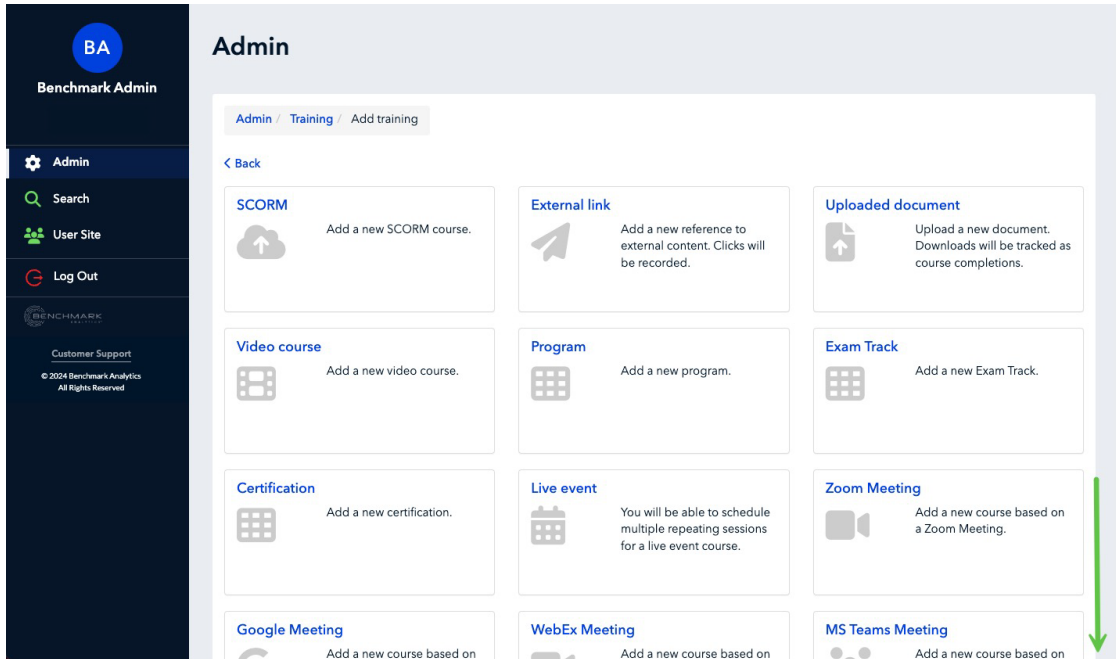 BA
Benchmark Admin
Admin
Search
User Site
Log Out
BENCHMARK
ANALYTICS
Customer Support
© 2024 Benchmark Analytics
All Rights Reserved
Admin
Admin / Training / Add training
Back
SCORM
Add a new SCORM course.
External link
Add a new reference to
external content. Clicks will
be recorded.
Uploaded document
Upload a new document.
Downloads will be tracked as
course completions.
Video course
Add a new video course.
Program
Add a new program.
Exam Track
Add a new Exam Track.
Certification
Add a new certification.
Live event
You will be able to schedule
multiple repeating sessions
for a live event course.
Zoom Meeting
Add a new course based on
a Zoom Meeting.
Google Meeting
Add a new course based on
WebEx Meeting
Add a new course based on
MS Teams Meeting
Add a new course based on